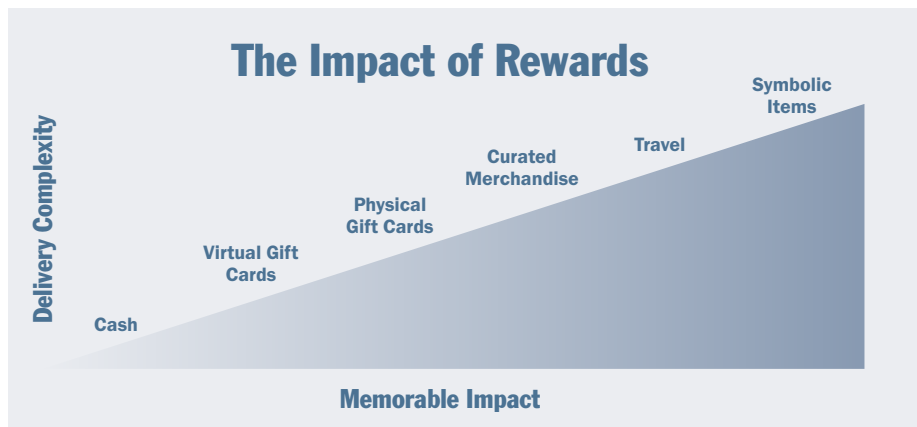 The Impact of Rewards
Delivery Complexity
Cash
Virtual Gift
Cards
Physical
Gift Cards
Curated
Merchandise
Travel
Symbolic
Items
Memorable Impact